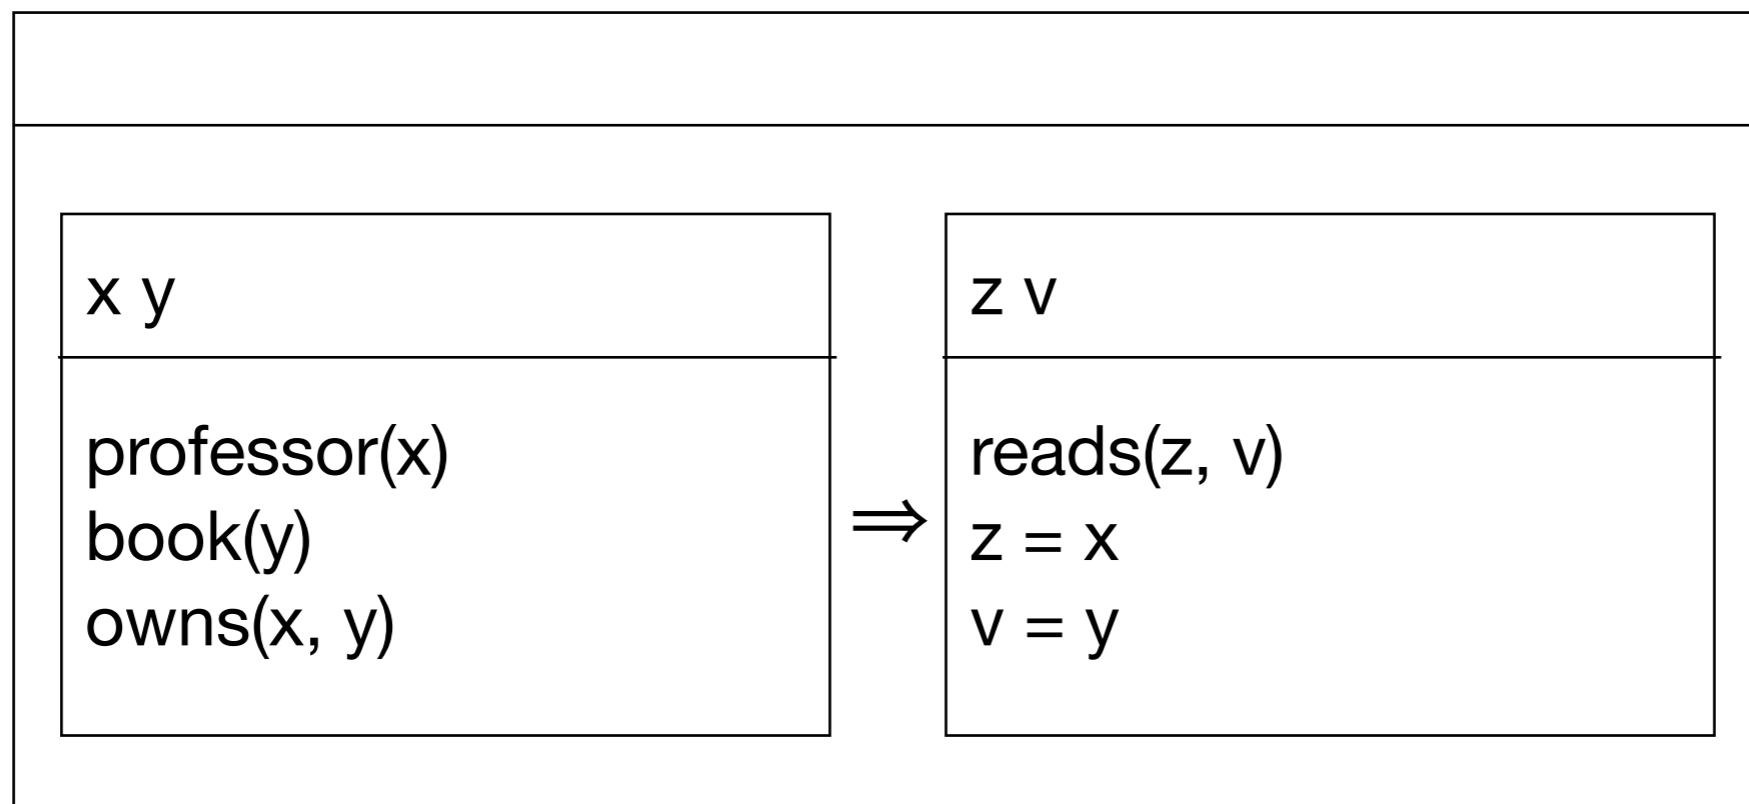 x y
professor(x)
book(y)
owns(x, y)
⇒
z v
reads(z, v)
z = x
v = y